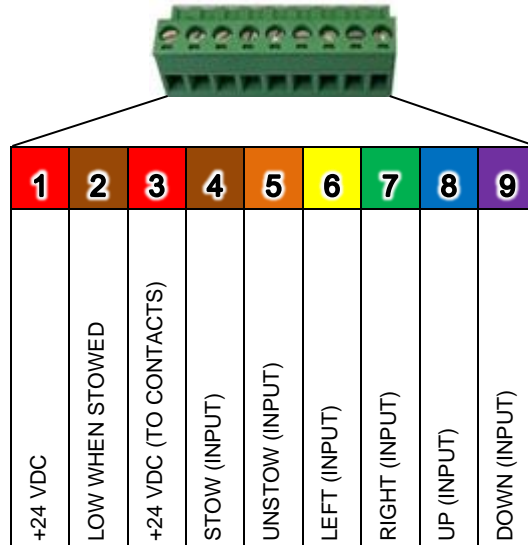 1 2 3 4 5 6 7 8 9
+24 VDC
LOW WHEN STOWED
+24 VDC (TO CONTACTS)
STOW (INPUT)
UNSTOW (INPUT)
LEFT (INPUT)
RIGHT (INPUT)
UP (INPUT)
DOWN (INPUT)